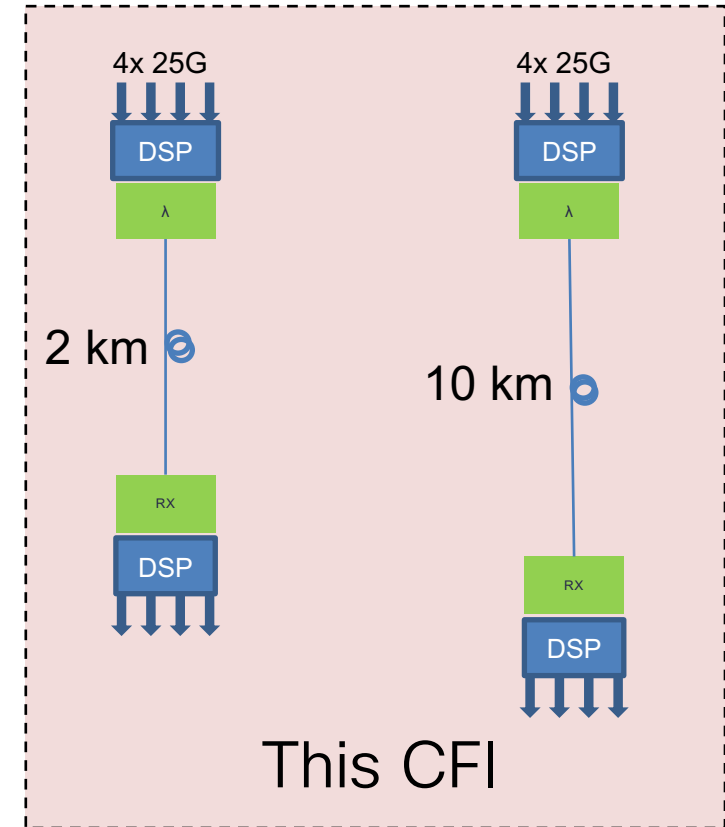 4x 25G
DSP
λ
2 km
RX
DSP
4x 25G
DSP
λ
10 km
RX
DSP
This CFI